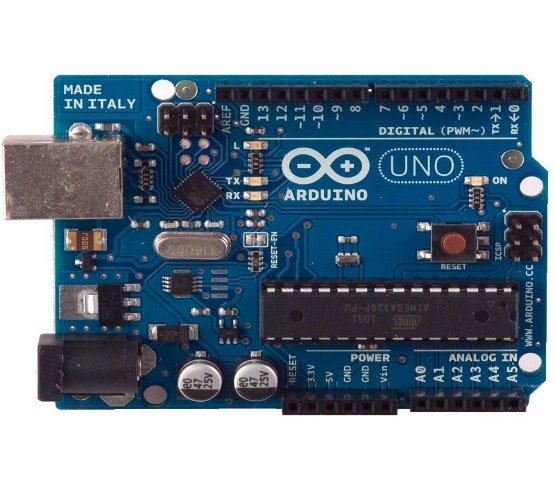 MADE
IN ITALY
AREF
GND
13
12
~11
~10
~9
8
7
~6
~5
4
~3
2
TX→1
RX←0
DIGITAL (PWM~)
L
TX
RX
ARDUINO
™
UNO
ON
RESET-EN
RESET
ICSP
WWW.ARDUINO.CC
ATMEL
1051
ATMEGA328P-PU
POWER
ANALOG IN
RESET
3.3V
5V
GND
GND
Vin
A0
A1
A2
A3
A4
A5
47
25V
47
25V